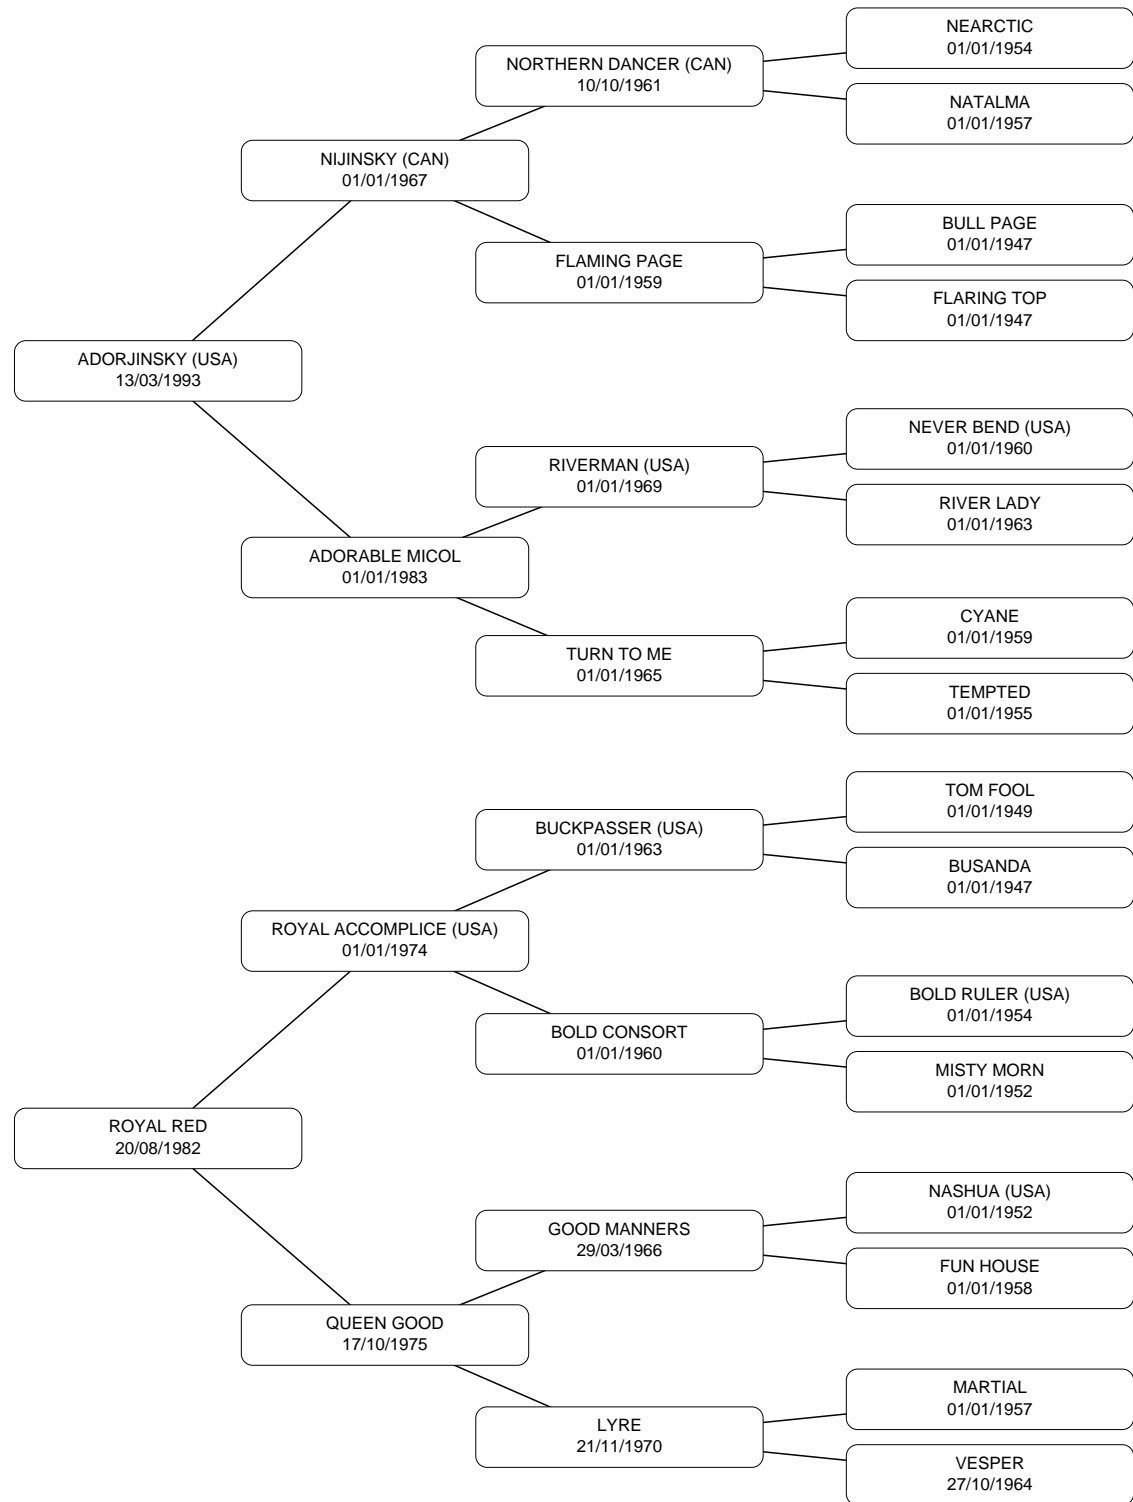 NEARCTIC
01/01/1954
NORTHERN DANCER (CAN)
10/10/1961
NATALMA
01/01/1957
NIJINSKY (CAN)
01/01/1967
BULL PAGE
01/01/1947
FLAMING PAGE
01/01/1959
FLARING TOP
01/01/1947
ADORJINSKY (USA)
13/03/1993
NEVER BEND (USA)
01/01/1960
RIVERMAN (USA)
01/01/1969
RIVER LADY
01/01/1963
ADORABLE MICOL
01/01/1983
CYANE
01/01/1959
TURN TO ME
01/01/1965
TEMPTED
01/01/1955
TOM FOOL
01/01/1949
BUCKPASSER (USA)
01/01/1963
BUSANDA
01/01/1947
ROYAL ACCOMPLICE (USA)
01/01/1974
BOLD RULER (USA)
01/01/1954
BOLD CONSORT
01/01/1960
MISTY MORN
01/01/1952
ROYAL RED
20/08/1982
NASHUA (USA)
01/01/1952
GOOD MANNERS
29/03/1966
FUN HOUSE
01/01/1958
QUEEN GOOD
17/10/1975
MARTIAL
01/01/1957
LYRE
21/11/1970
VESPER
27/10/1964